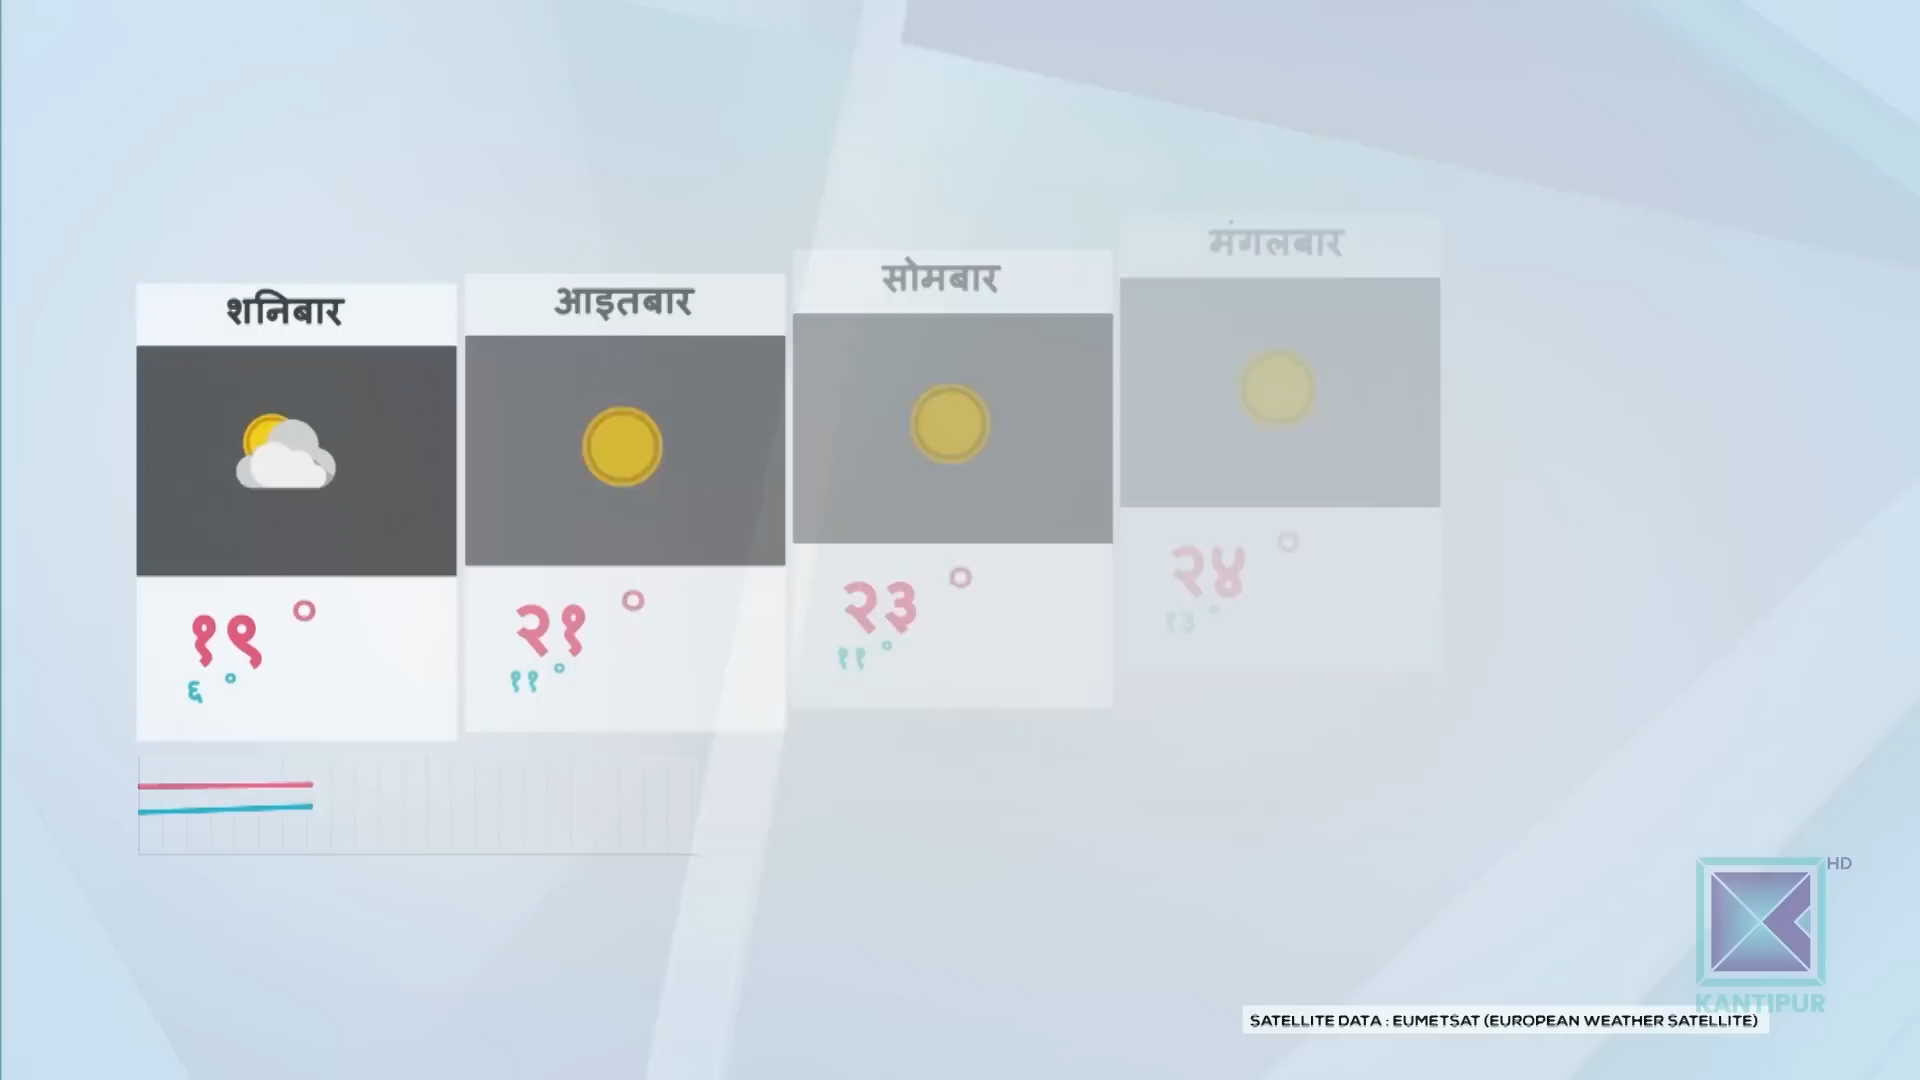 शनिबार
१९°
६°
आइतबार
२१°
११°
सोमबार
२३°
११°
मंगलबार
२४°
१३°
HD
KANTIPUR
SATELLITE DATA : EUMETSAT (EUROPEAN WEATHER SATELLITE)